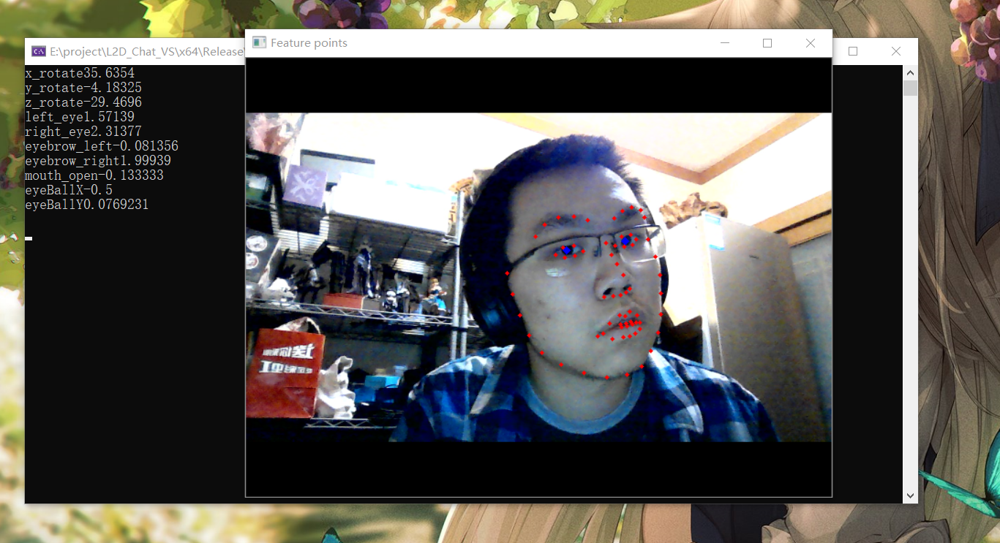 E:\project\L2D_Chat_VS\x64\Release\
Feature points
x_rotate35.6354
y_rotate-4.18325
z_rotate-29.4696
left_eye1.57139
right_eye2.31377
eyebrow_left-0.081356
eyebrow_right1.99939
mouth_open-0.133333
eyeBallX-0.5
eyeBallY0.0769231